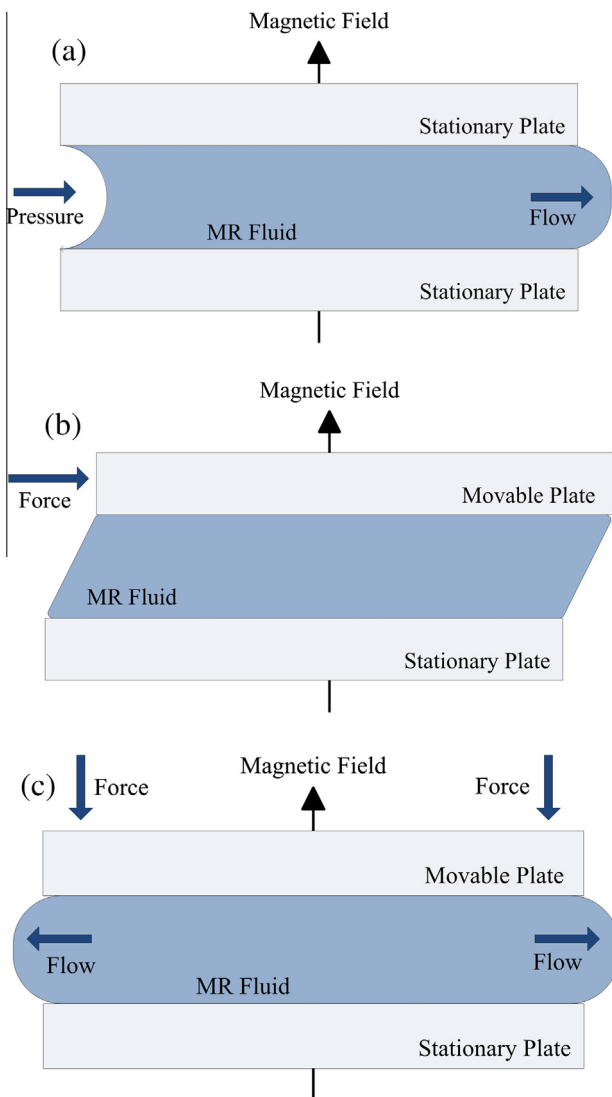 (a)
Magnetic Field
Stationary Plate
Pressure
Flow
MR Fluid
Stationary Plate
(b)
Magnetic Field
Force
Movable Plate
MR Fluid
Stationary Plate
(c)
Force
Magnetic Field
Force
Movable Plate
Flow
Flow
MR Fluid
Stationary Plate